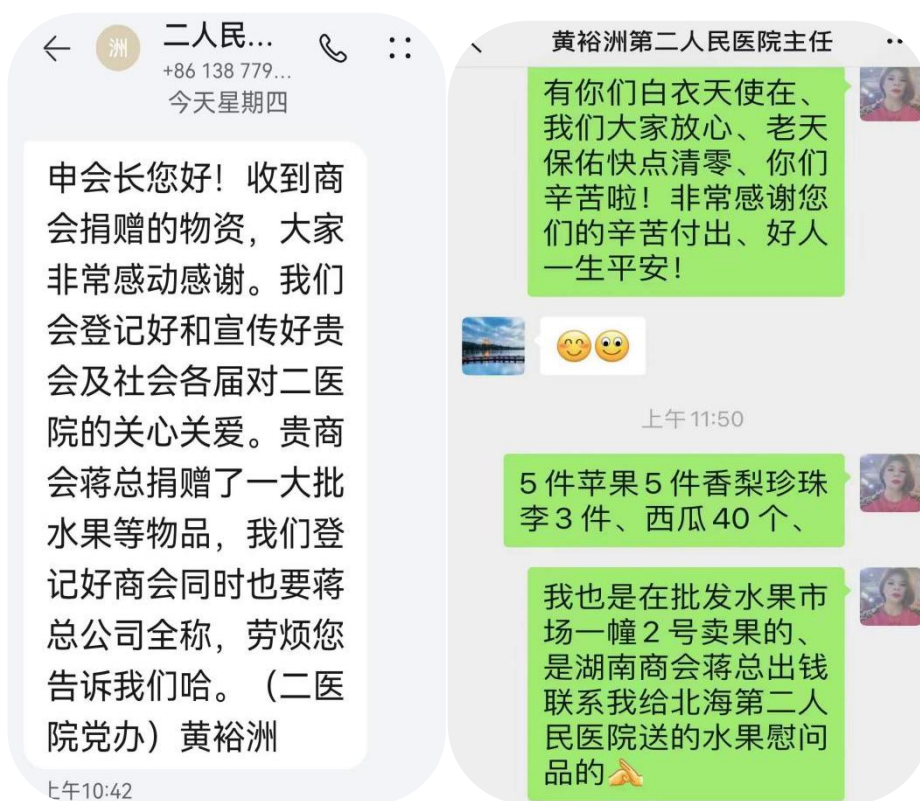 二人民...
+86 138 779...
今天星期四
洲
申会长您好！收到商
会捐赠的物资，大家
非常感动感谢。我们
会登记好和宣传好贵
会及社会各届对二医
院的关心关爱。贵商
会蒋总捐赠了一大批
水果等物品，我们登
记好商会同时也要蒋
总公司全称，劳烦您
告诉我们哈。（二医
院党办）黄裕洲
上午10:42
黄裕洲第二人民医院主任
有你们白衣天使在、
我们大家放心、老天
保佑快点清零、你们
辛苦啦！非常感谢您
们的辛苦付出、好人
一生平安！
上午11:50
5件苹果5件香梨珍珠
李3件、西瓜40个、
我也是在批发水果市
场一幢2号卖果的、
是湖南商会蒋总出钱
联系我给北海第二人
民医院送的水果慰问
品的